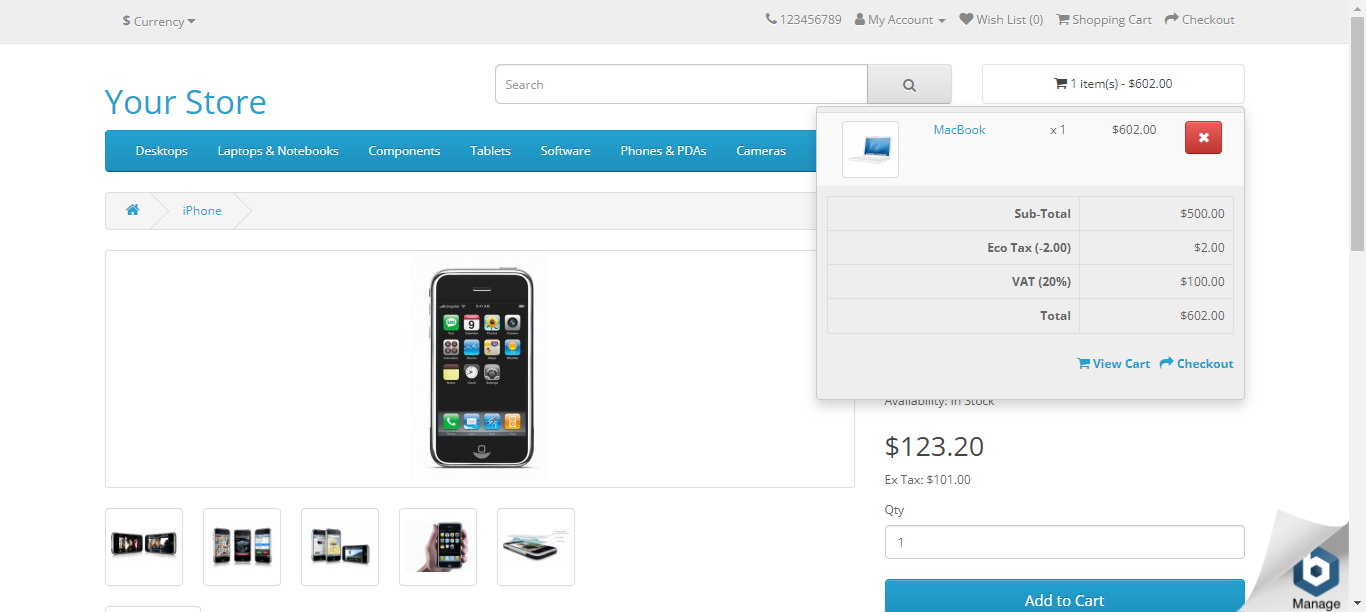 $ Currency
123456789 My Account Wish List (0) Shopping Cart Checkout
Your Store
Search
1 item(s) - $602.00
MacBook x 1 $602.00
Desktops Laptops & Notebooks Components Tablets Software Phones & PDAs Cameras
iPhone
Sub-Total $500.00
Eco Tax (-2.00) $2.00
VAT (20%) $100.00
Total $602.00
View Cart Checkout
Availability: In Stock
$123.20
Ex Tax: $101.00
Qty
1
Add to Cart
Manage